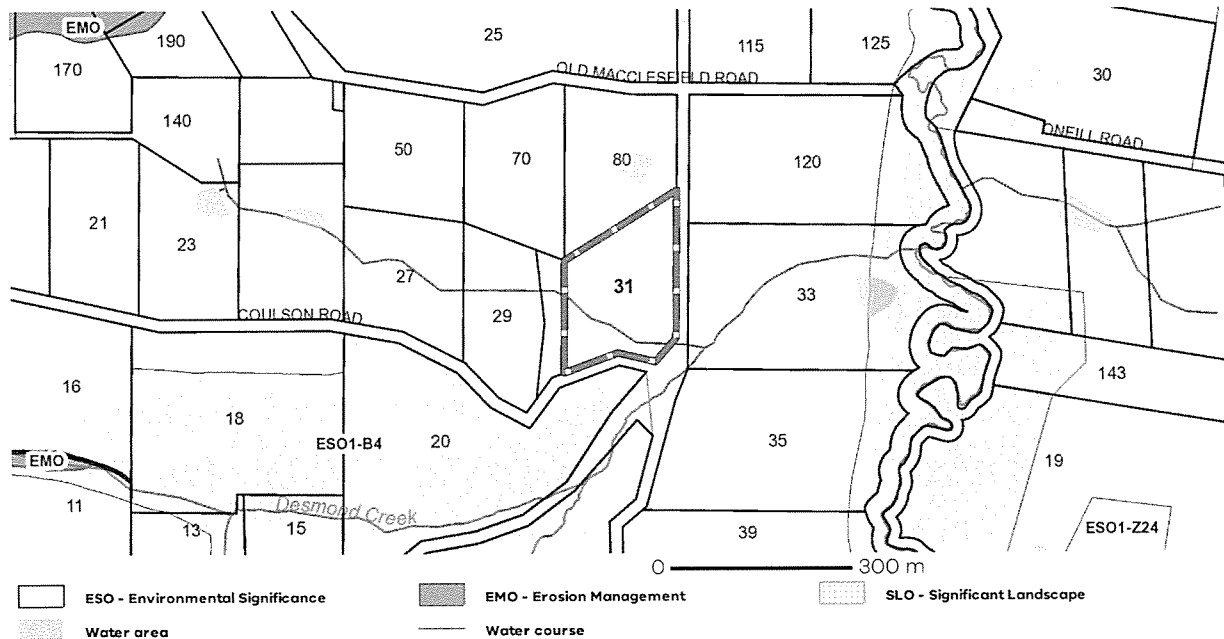 EMO
190
25
115
125
170
OLD MACCLESFIELD ROAD
30
140
50
70
80
120
ONEILL ROAD
21
23
27
29
31
33
COULSON ROAD
16
18
ESO1-B4
20
35
143
19
EMO
11
13
15
Desmond Creek
39
ESO1-Z24
0 300 m
ESO - Environmental Significance
EMO - Erosion Management
SLO - Significant Landscape
Water area
Water course